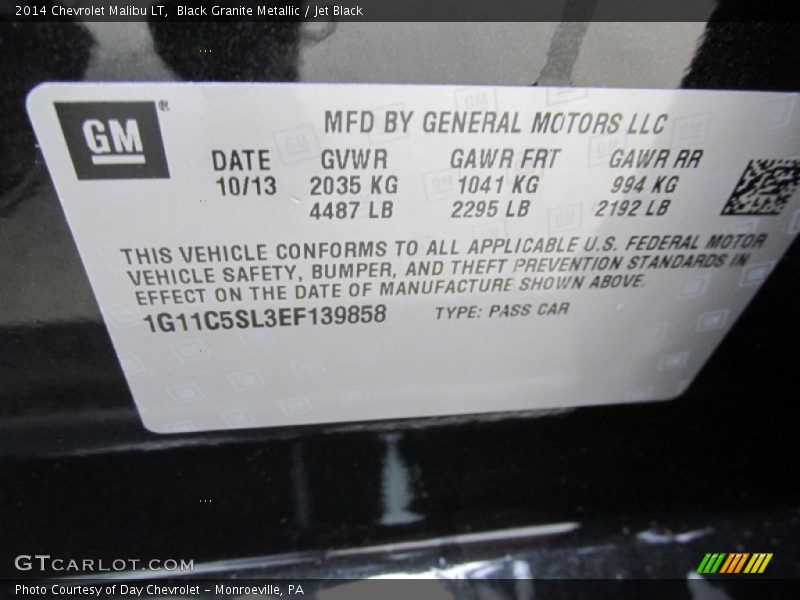 2014 Chevrolet Malibu LT, Black Granite Metallic / Jet Black
GM ®
MFD BY GENERAL MOTORS LLC
DATE GVWR GAWR FRT GAWR RR
10/13 2035 KG 1041 KG 994 KG
4487 LB 2295 LB 2192 LB
THIS VEHICLE CONFORMS TO ALL APPLICABLE U.S. FEDERAL MOTOR
VEHICLE SAFETY, BUMPER, AND THEFT PREVENTION STANDARDS IN
EFFECT ON THE DATE OF MANUFACTURE SHOWN ABOVE.
1G11C5SL3EF139858 TYPE: PASS CAR
GTCARLOT.COM
Photo Courtesy of Day Chevrolet - Monroeville, PA